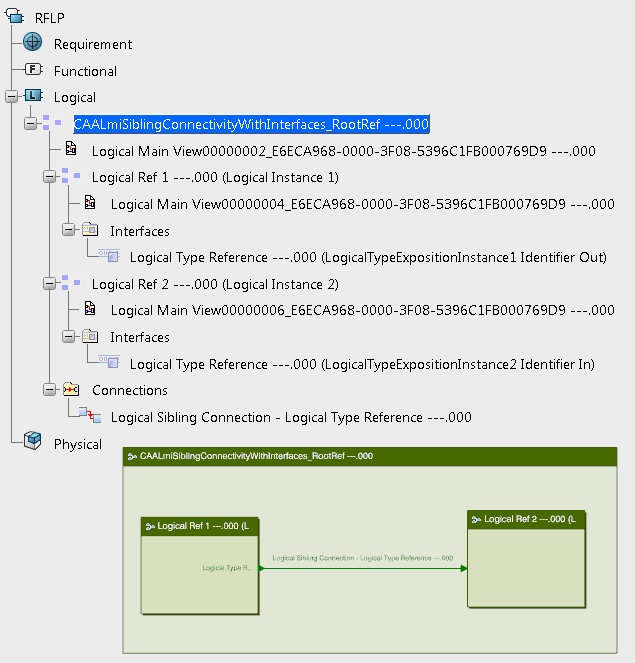 RFLP
Requirement
F Functional
L Logical
CAALmiSiblingConnectivityWithInterfaces_RootRef ---.000
Logical Main View00000002_E6ECA968-0000-3F08-5396C1FB000769D9 ---.000
Logical Ref 1 ---.000 (Logical Instance 1)
Logical Main View00000004_E6ECA968-0000-3F08-5396C1FB000769D9 ---.000
Interfaces
Logical Type Reference ---.000 (LogicalTypeExpositionInstance1 Identifier Out)
Logical Ref 2 ---.000 (Logical Instance 2)
Logical Main View00000006_E6ECA968-0000-3F08-5396C1FB000769D9 ---.000
Interfaces
Logical Type Reference ---.000 (LogicalTypeExpositionInstance2 Identifier In)
Connections
Logical Sibling Connection - Logical Type Reference ---.000
Physical
CAALmiSiblingConnectivityWithInterfaces_RootRef ---.000
Logical Ref 1 ---.000 (L
Logical Ref 2 ---.000 (L
Logical Sibling Connection - Logical Type Reference ---.000
Logical Type R...